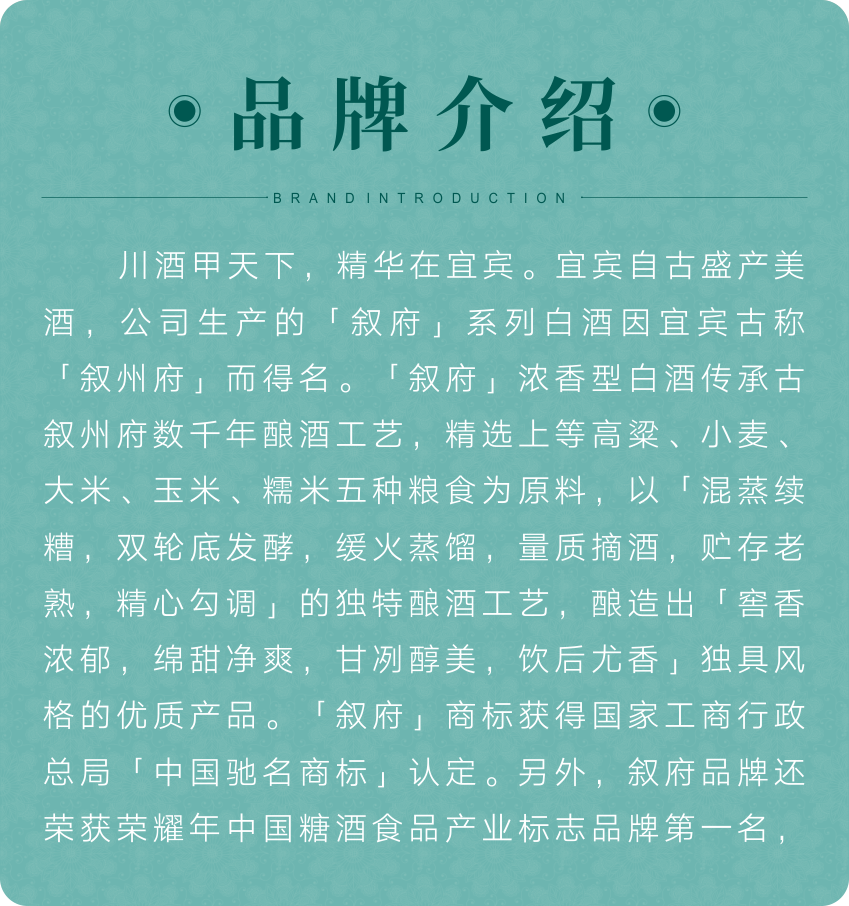 品牌介绍
BRAND INTRODUCTION
川酒甲天下，精华在宜宾。宜宾自古盛产美
酒，公司生产的「叙府」系列白酒因宜宾古称
「叙州府」而得名。「叙府」浓香型白酒传承古
叙州府数千年酿酒工艺，精选上等高粱、小麦、
大米、玉米、糯米五种粮食为原料，以「混蒸续
糟，双轮底发酵，缓火蒸馏，量质摘酒，贮存老
熟，精心勾调」的独特酿酒工艺，酿造出「窖香
浓郁，绵甜净爽，甘冽醇美，饮后尤香」独具风
格的优质产品。「叙府」商标获得国家工商行政
总局「中国驰名商标」认定。另外，叙府品牌还
荣获荣耀年中国糖酒食品产业标志品牌第一名，